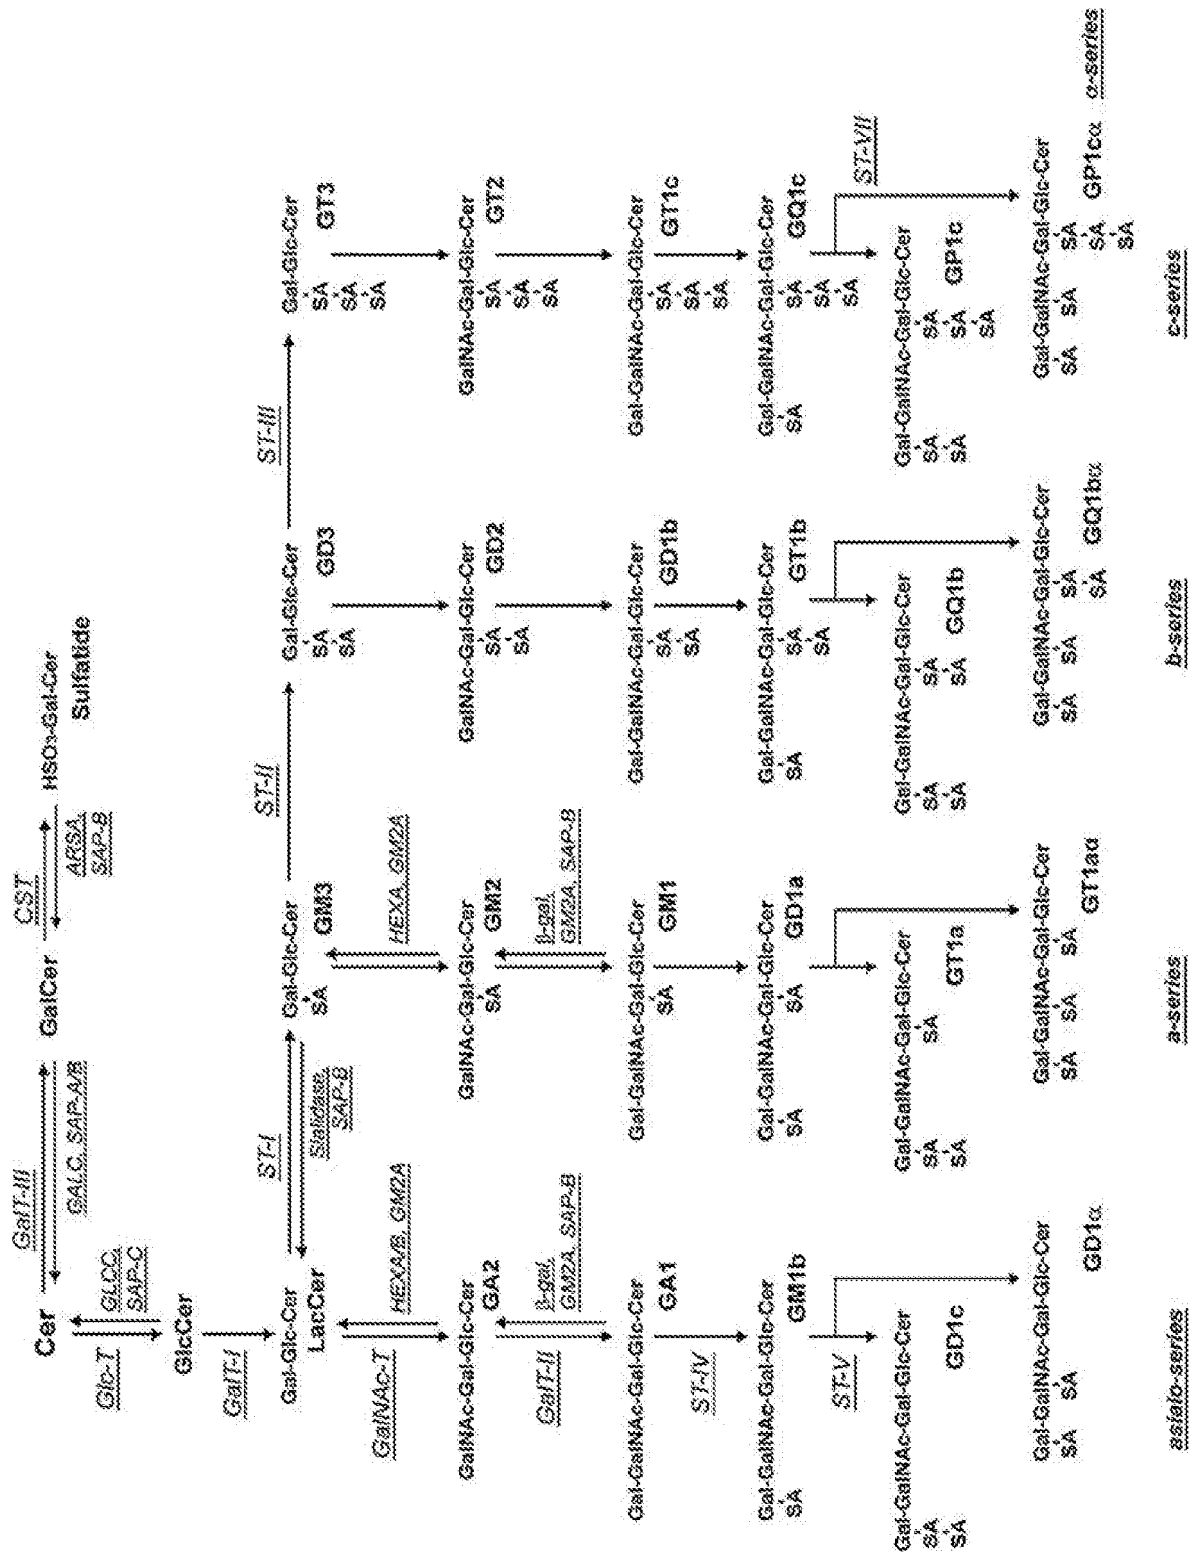 Cer
GalT-III
GALC, SAP-A/B
GalCer
CST
ARSA,
SAP-B
HSO3-Gal-Cer
Sulfatide
Glc-T
GLCC,
SAP-C
GlcCer
GalT-I
Gal-Glc-Cer
LacCer
ST-I
Sialidase,
SAP-B
Gal-Glc-Cer
SA
GM3
ST-II
Gal-Glc-Cer
SA
SA
GD3
ST-III
Gal-Glc-Cer
SA
SA
SA
GT3
GalNAc-T
HEXA/B, GM2A
HEXA, GM2A
GalNAc-Gal-Glc-Cer
GA2
GalNAc-Gal-Glc-Cer
SA
GM2
GalNAc-Gal-Glc-Cer
SA
SA
GD2
GalNAc-Gal-Glc-Cer
SA
SA
SA
GT2
GalT-II
β-gal,
GM2A, SAP-B
β-gal,
SAP-B
Gal-GalNAc-Gal-Glc-Cer
GA1
Gal-GalNAc-Gal-Glc-Cer
SA
GM1
Gal-GalNAc-Gal-Glc-Cer
SA
SA
GD1b
Gal-GalNAc-Gal-Glc-Cer
SA
SA
SA
GT1c
ST-IV
Gal-GalNAc-Gal-Glc-Cer
SA
GM1b
Gal-GalNAc-Gal-Glc-Cer
SA SA
GD1a
Gal-GalNAc-Gal-Glc-Cer
SA SA
SA
GT1b
Gal-GalNAc-Gal-Glc-Cer
SA SA
SA
SA
GQ1c
ST-V
ST-VII
Gal-GalNAc-Gal-Glc-Cer
SA
SA
GD1c
Gal-GalNAc-Gal-Glc-Cer
SA SA
SA
GT1a
Gal-GalNAc-Gal-Glc-Cer
SA SA
SA SA
GQ1b
Gal-GalNAc-Gal-Glc-Cer
SA SA
SA SA
SA
GP1c
Gal-GalNAc-Gal-Glc-Cer
SA SA
GD1α
Gal-GalNAc-Gal-Glc-Cer
SA SA SA
GT1aα
Gal-GalNAc-Gal-Glc-Cer
SA SA SA
SA
GQ1bα
Gal-GalNAc-Gal-Glc-Cer
SA SA SA
SA
SA
GP1cα
α-series
asialo-series
a-series
b-series
c-series